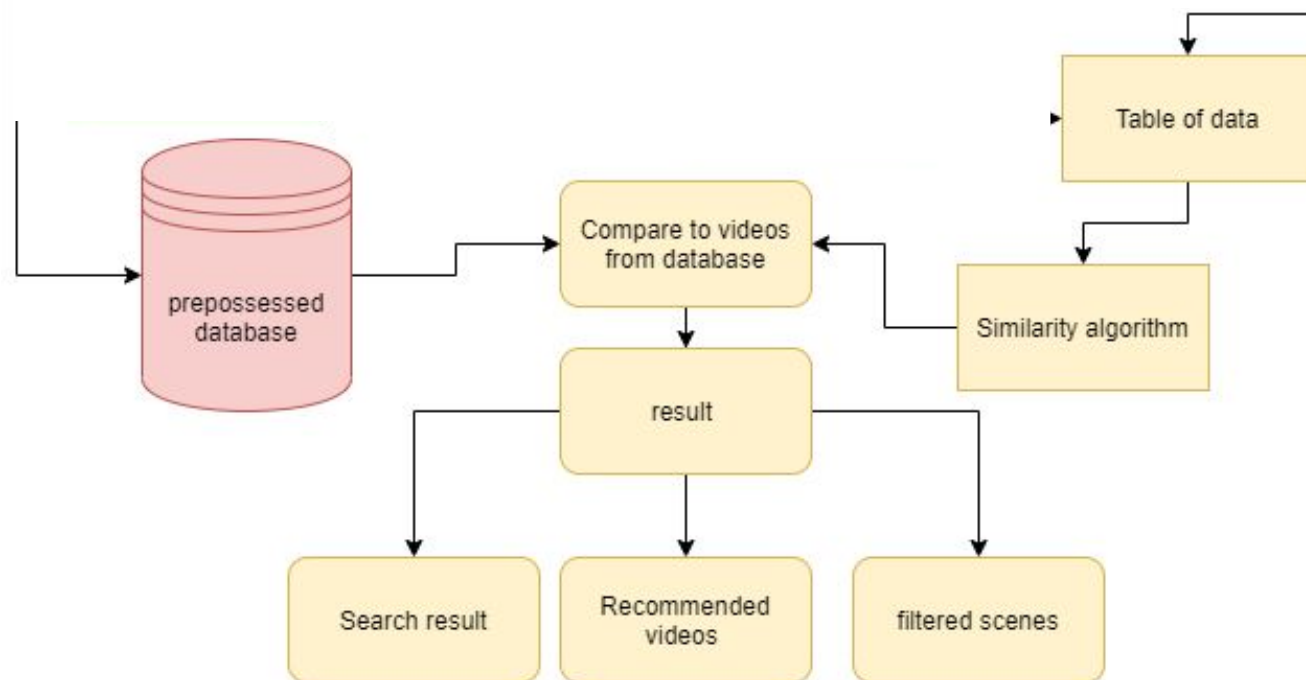 Table of data
Compare to videos
from database
prepossessed
database
Similarity algorithm
result
Search result
Recommended
videos
filtered scenes